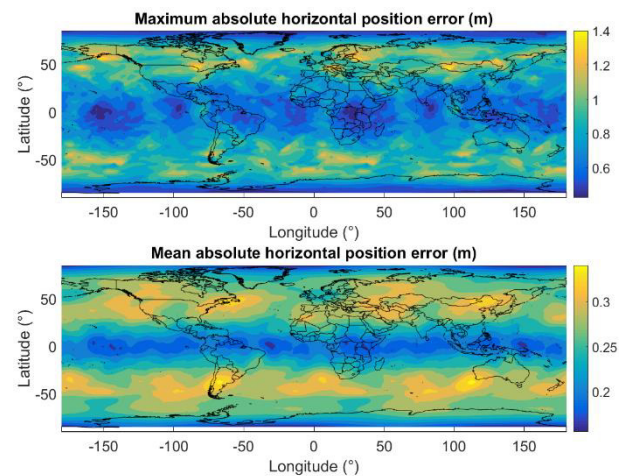 Maximum absolute horizontal position error (m)
1.4
1.2
1
0.8
0.6
50
0
-50
Latitude (°)
-150 -100 -50 0 50 100 150
Longitude (°)
Mean absolute horizontal position error (m)
0.3
0.25
0.2
50
0
-50
Latitude (°)
-150 -100 -50 0 50 100 150
Longitude (°)